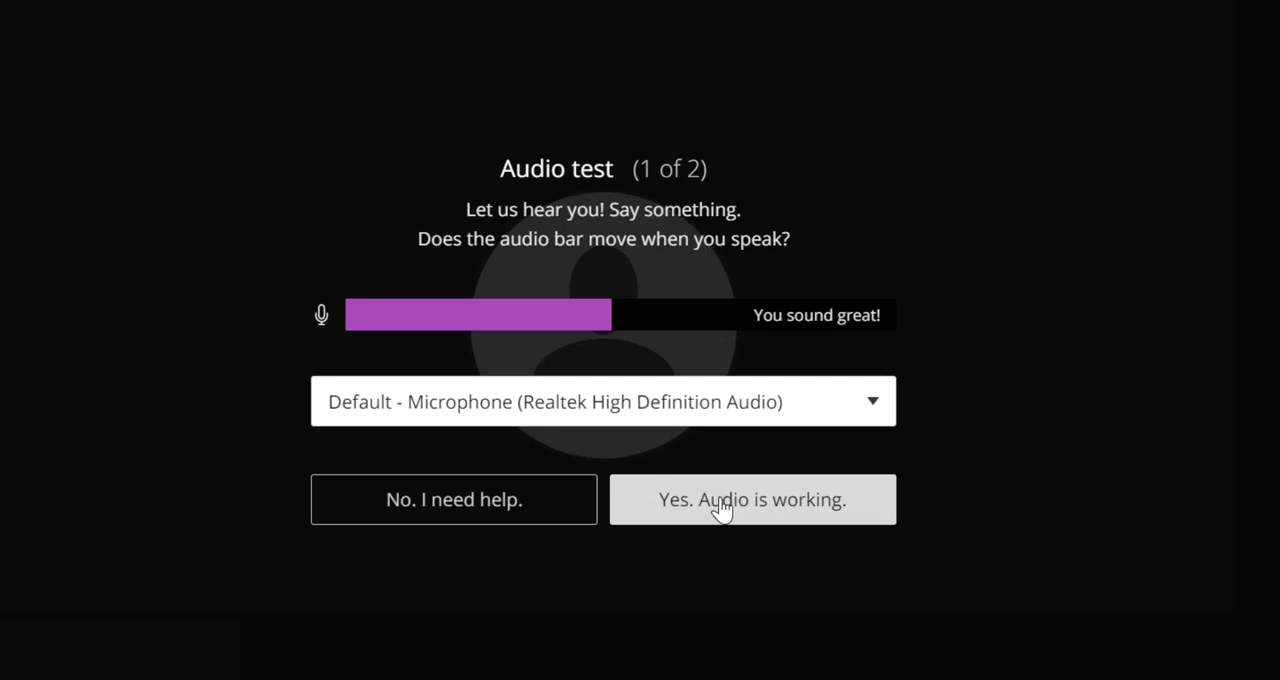 Audio test (1 of 2)
Let us hear you! Say something.
Does the audio bar move when you speak?
You sound great!
Default - Microphone (Realtek High Definition Audio)
No. I need help.
Yes. Audio is working.